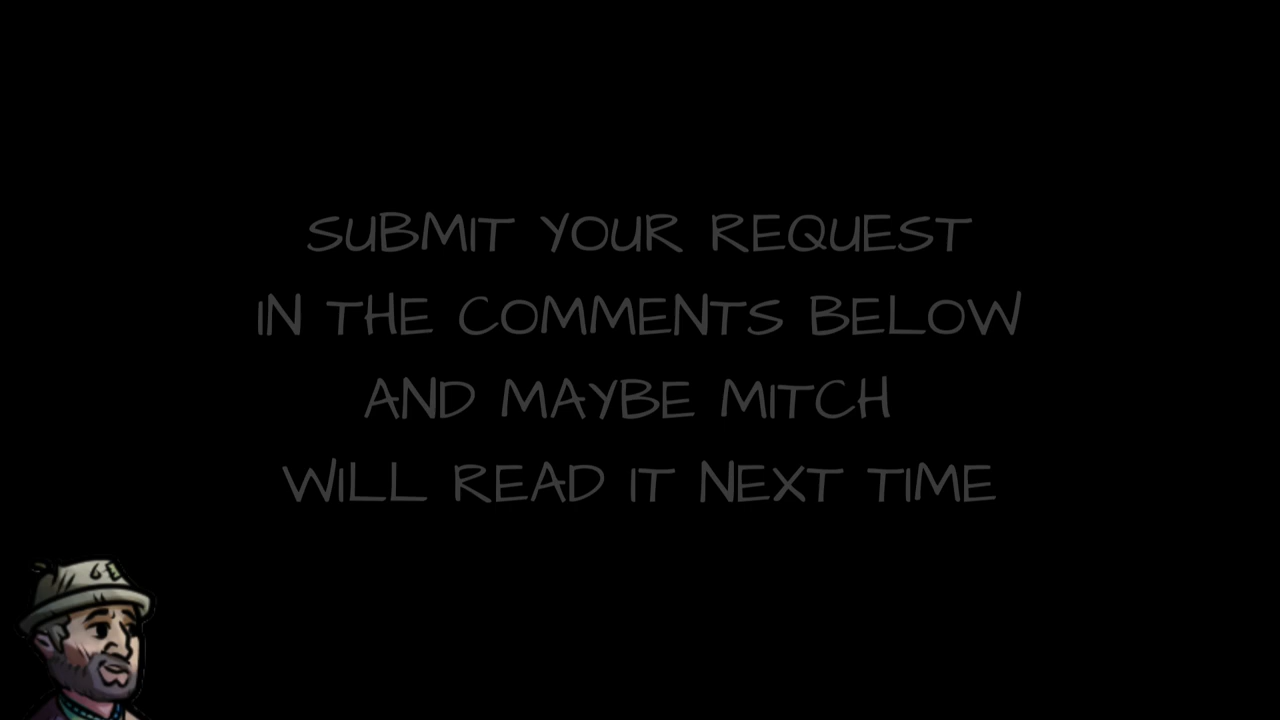 SUBMIT YOUR REQUEST
IN THE COMMENTS BELOW
AND MAYBE MITCH
WILL READ IT NEXT TIME